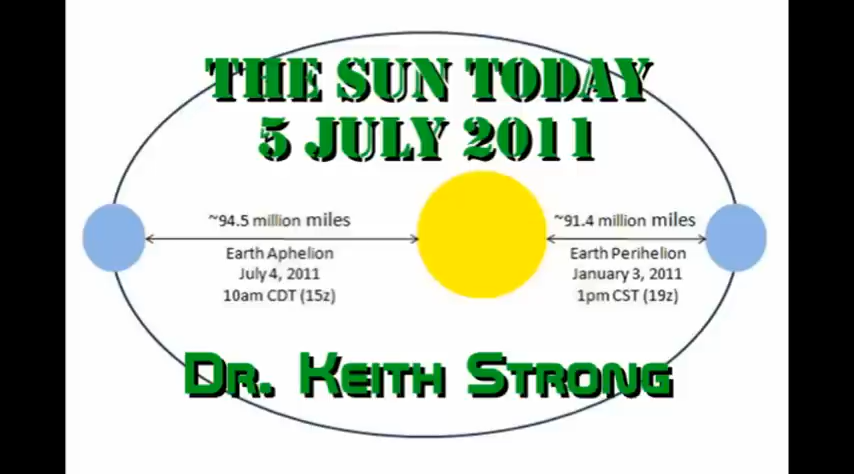 THE SUN TODAY
5 JULY 2011
~94.5 million miles
Earth Aphelion
July 4, 2011
10am CDT (15z)
~91.4 million miles
Earth Perihelion
January 3, 2011
1pm CST (19z)
DR. KEITH STRONG